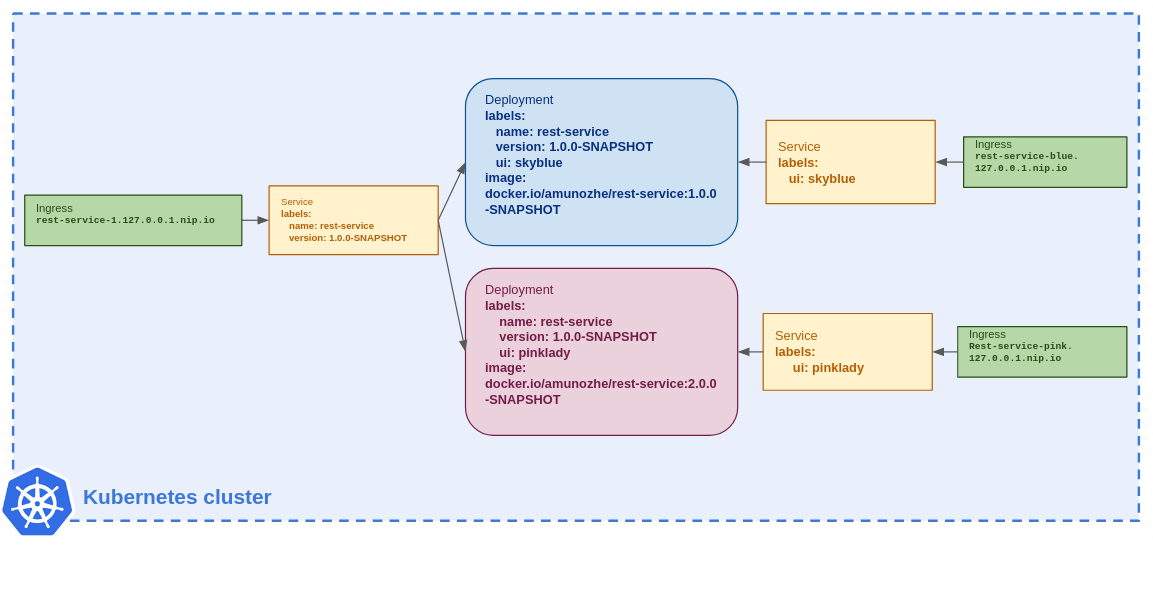 Ingress
rest-service-1.127.0.0.1.nip.io
Service
labels:
name: rest-service
version: 1.0.0-SNAPSHOT
Deployment
labels:
name: rest-service
version: 1.0.0-SNAPSHOT
ui: skyblue
image:
docker.io/amunozhe/rest-service:1.0.0
-SNAPSHOT
Service
labels:
ui: skyblue
Ingress
rest-service-blue.
127.0.0.1.nip.io
Deployment
labels:
name: rest-service
version: 1.0.0-SNAPSHOT
ui: pinklady
image:
docker.io/amunozhe/rest-service:2.0.0
-SNAPSHOT
Service
labels:
ui: pinklady
Ingress
Rest-service-pink.
127.0.0.1.nip.io
Kubernetes cluster